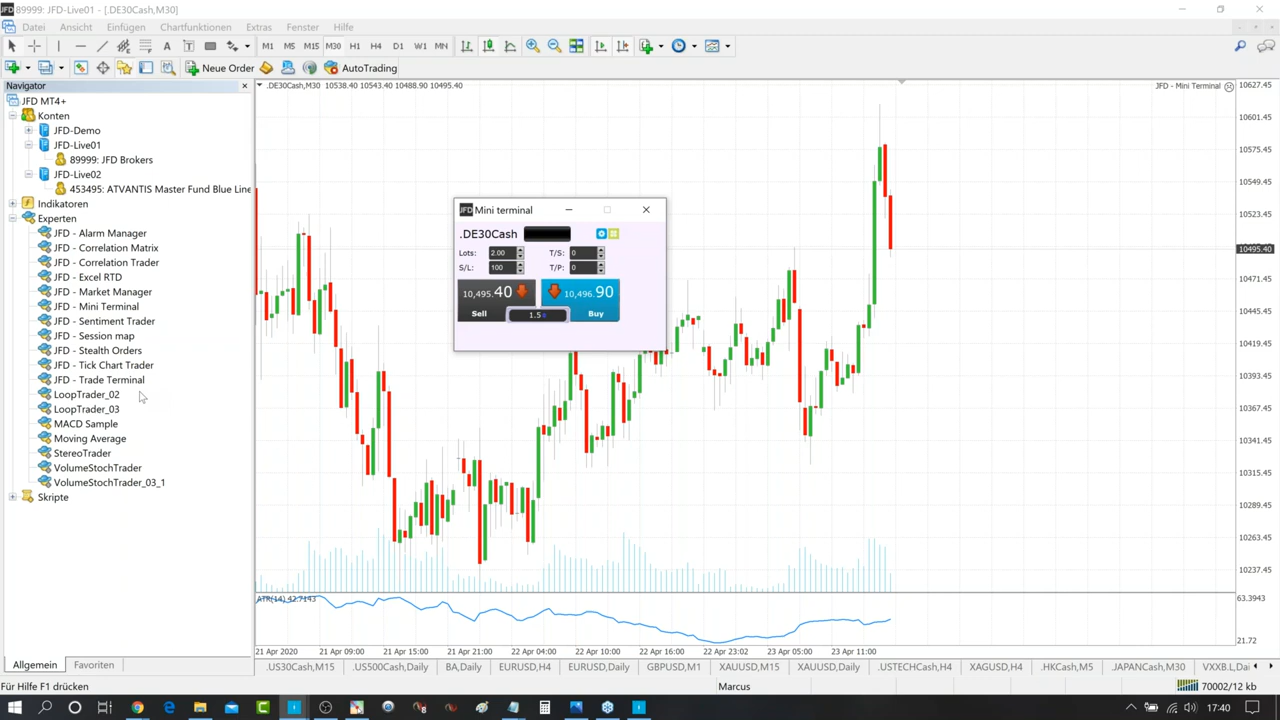 89999: JFD-Live01 - [.DE30Cash,M30]
Datei Ansicht Einfügen Chartfunktionen Extras Fenster Hilfe
A T M1 M5 M15 M30 H1 H4 D1 W1 MN
Neue Order AutoTrading
Navigator
.DE30Cash,M30 10538.40 10543.40 10488.90 10495.40
JFD - Mini Terminal
JFD MT4+
Konten
JFD-Demo
JFD-Live01
89999: JFD Brokers
JFD-Live02
453495: ATVANTIS Master Fund Blue Line
Indikatoren
Experten
JFD - Alarm Manager
JFD - Correlation Matrix
JFD - Correlation Trader
JFD - Excel RTD
JFD - Market Manager
JFD - Mini Terminal
JFD - Sentiment Trader
JFD - Session map
JFD - Stealth Orders
JFD - Tick Chart Trader
JFD - Trade Terminal
LoopTrader_02
LoopTrader_03
MACD Sample
Moving Average
StereoTrader
VolumeStochTrader
VolumeStochTrader_03_1
Skripte
Allgemein Favoriten
JFD Mini terminal
.DE30Cash
Lots: 2.00 T/S: 0
S/L: 100 T/P: 0
10,495.40 10,496.90
Sell 1.5 Buy
10627.45
10601.45
10575.45
10549.45
10523.45
10495.40
10471.45
10445.45
10419.45
10393.45
10367.45
10341.45
10315.45
10289.45
10263.45
10237.45
ATR(14) 42.7143
63.3943
21.72
21 Apr 2020 21 Apr 09:00 21 Apr 15:00 21 Apr 21:00 22 Apr 04:00 22 Apr 10:00 22 Apr 16:00 22 Apr 23:02 23 Apr 05:00 23 Apr 11:00
.US30Cash,M15 .US500Cash,Daily BA,Daily EURUSD,H4 EURUSD,Daily GBPUSD,M1 XAUUSD,M15 XAUUSD,Daily .USTECHCash,H4 XAGUSD,H4 .HKCash,M5 .JAPANCash,M30 VXXB.L,Dai
Für Hilfe F1 drücken Marcus 70002/12 kb
17:40